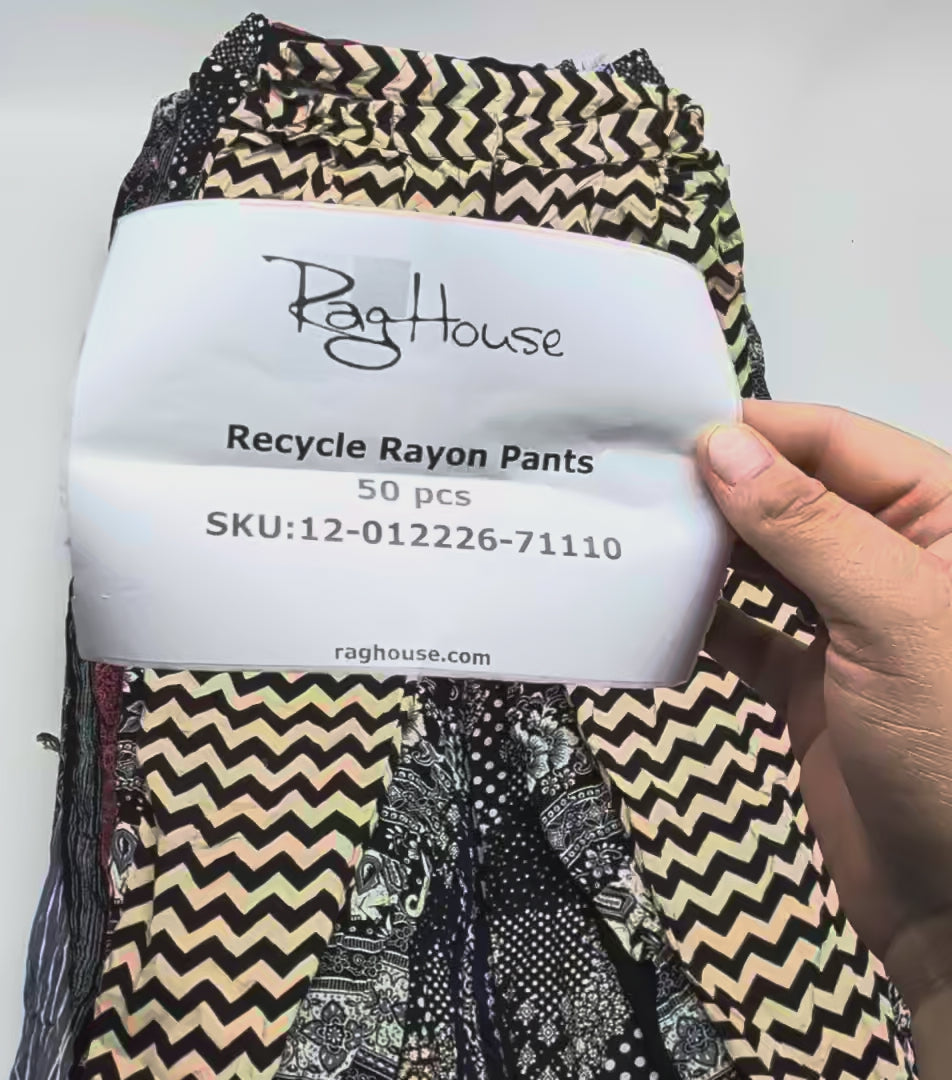 RagHouse
Recycle Rayon Pants
50 pcs
SKU:12-012226-71110
raghouse.com